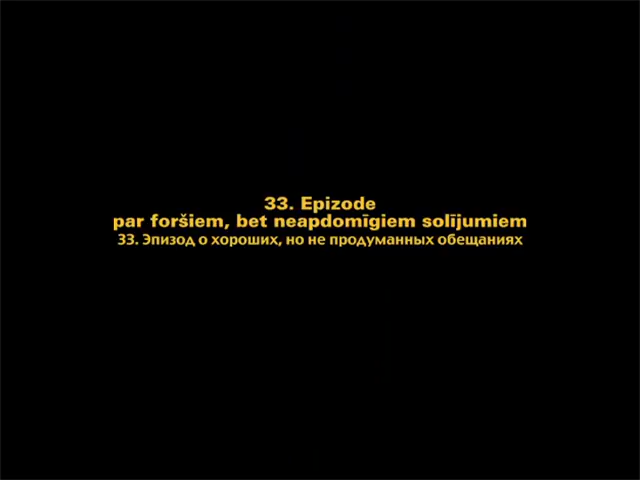 33. Epizode
par foršiem, bet neapdomīgiem solījumiem
33. Эпизод о хороших, но не продуманных обещаниях